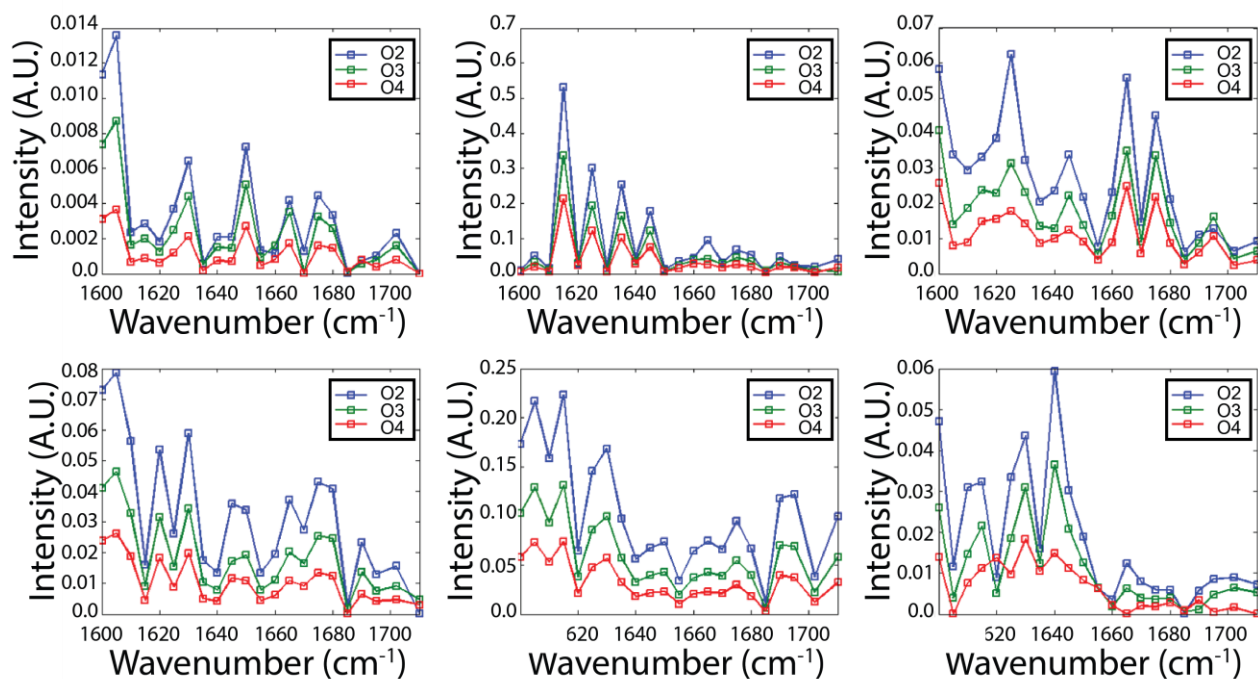 Intensity (A.U.)
0.014
0.012
0.010
0.008
0.006
0.004
0.002
0.0
O2
O3
O4
1600 1620 1640 1660 1680 1700
Wavenumber (cm-1)
Intensity (A.U.)
0.7
0.6
0.5
0.4
0.3
0.2
0.1
0.0
O2
O3
O4
1600 1620 1640 1660 1680 1700
Wavenumber (cm-1)
Intensity (A.U.)
0.07
0.06
0.05
0.04
0.03
0.02
0.01
0.0
O2
O3
O4
1600 1620 1640 1660 1680 1700
Wavenumber (cm-1)
Intensity (A.U.)
0.08
0.07
0.06
0.05
0.04
0.03
0.02
0.01
0.0
O2
O3
O4
1600 1620 1640 1660 1680 1700
Wavenumber (cm-1)
Intensity (A.U.)
0.25
0.20
0.15
0.10
0.05
0.0
O2
O3
O4
620 1640 1660 1680 1700
Wavenumber (cm-1)
Intensity (A.U.)
0.06
0.05
0.04
0.03
0.02
0.01
0.0
O2
O3
O4
520 1640 1660 1680 1700
Wavenumber (cm-1)